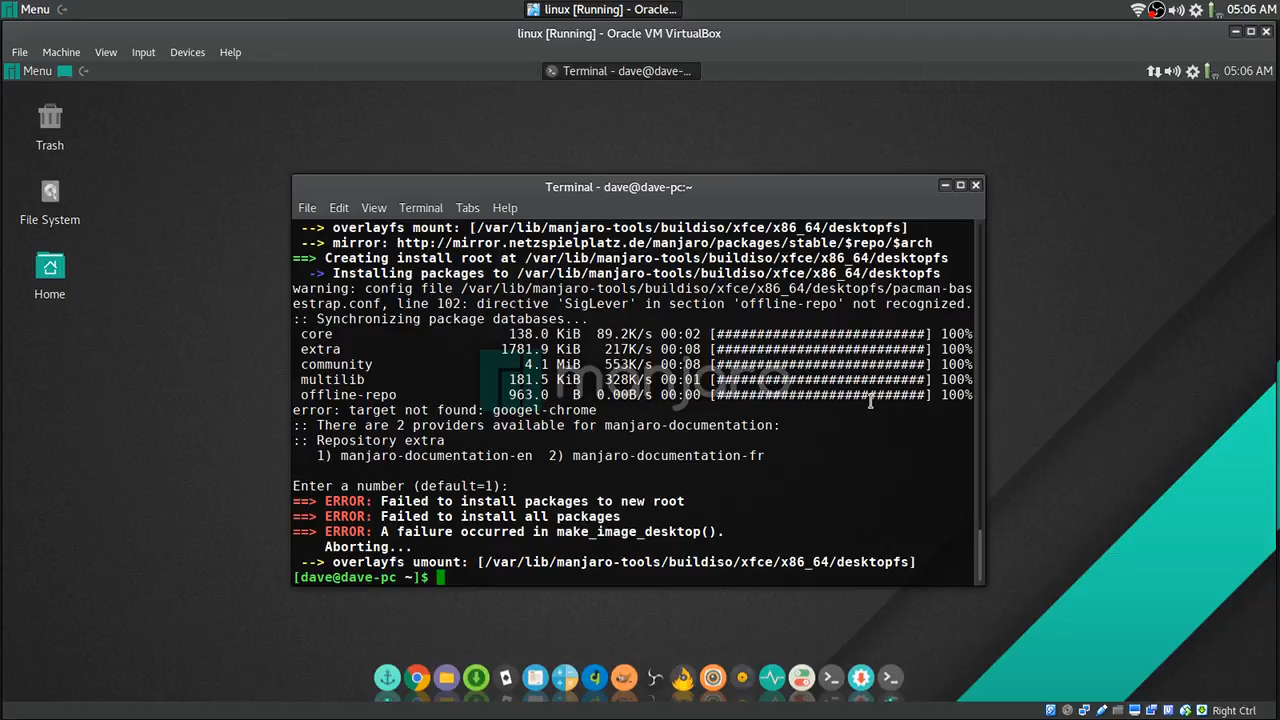 Menu
linux [Running] - Oracle...
05:06 AM
linux [Running] - Oracle VM VirtualBox
File Machine View Input Devices Help
Menu
Terminal - dave@dave-...
05:06 AM
Trash
File System
Home
Terminal - dave@dave-pc:~
File Edit View Terminal Tabs Help
--> overlayfs mount: [/var/lib/manjaro-tools/buildiso/xfce/x86_64/desktopfs]
--> mirror: http://mirror.netzspielplatz.de/manjaro/packages/stable/$repo/$arch
==> Creating install root at /var/lib/manjaro-tools/buildiso/xfce/x86_64/desktopfs
-> Installing packages to /var/lib/manjaro-tools/buildiso/xfce/x86_64/desktopfs
warning: config file /var/lib/manjaro-tools/buildiso/xfce/x86_64/desktopfs/pacman-bas
estrap.conf, line 102: directive 'SigLever' in section 'offline-repo' not recognized.
:: Synchronizing package databases...
core 138.0 KiB 89.2K/s 00:02 [##########################] 100%
extra 1781.9 KiB 217K/s 00:08 [##########################] 100%
community 4.1 MiB 553K/s 00:08 [##########################] 100%
multilib 181.5 KiB 328K/s 00:01 [##########################] 100%
offline-repo 963.0 B 0.00B/s 00:00 [##########################] 100%
manjaro
error: target not found: googel-chrome
:: There are 2 providers available for manjaro-documentation:
:: Repository extra
1) manjaro-documentation-en 2) manjaro-documentation-fr
Enter a number (default=1):
==> ERROR: Failed to install packages to new root
==> ERROR: Failed to install all packages
==> ERROR: A failure occurred in make_image_desktop().
Aborting...
--> overlayfs umount: [/var/lib/manjaro-tools/buildiso/xfce/x86_64/desktopfs]
[dave@dave-pc ~]$
Right Ctrl